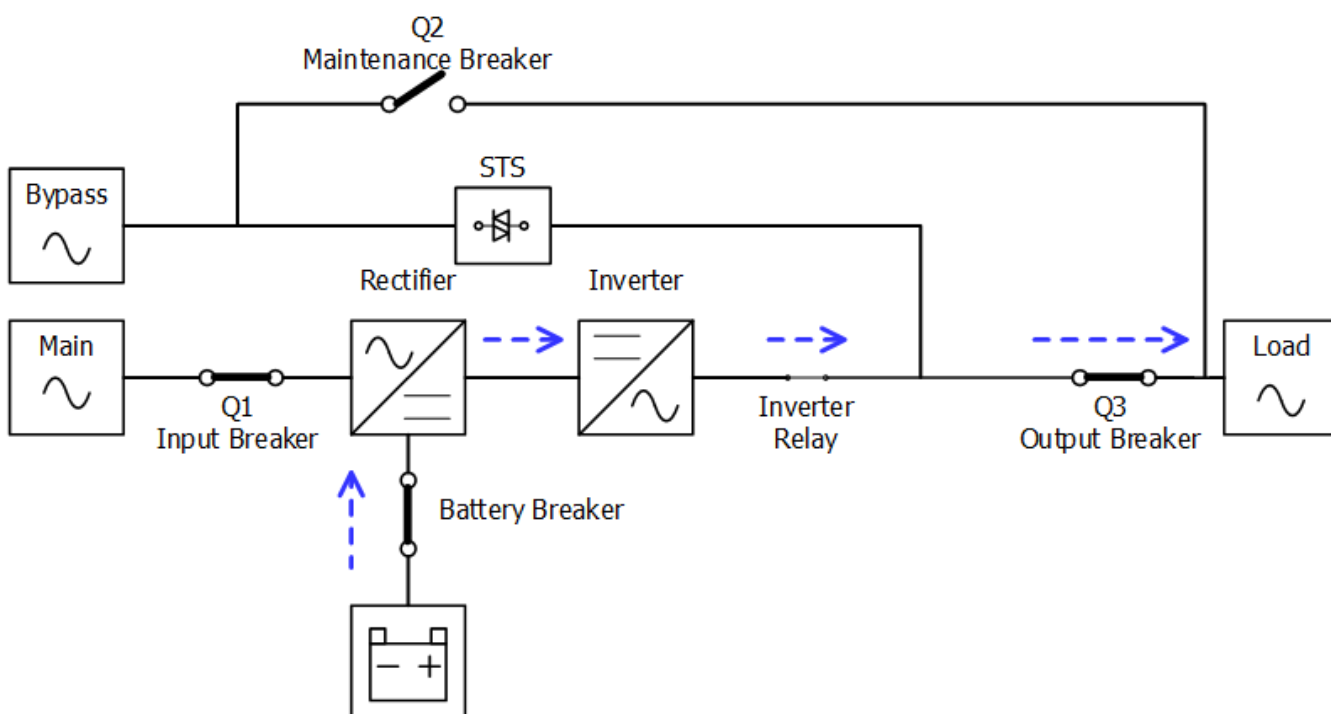 Q2
Maintenance Breaker
STS
Bypass
Rectifier
Inverter
Main
Load
Q1
Input Breaker
Inverter
Relay
Q3
Output Breaker
Battery Breaker
- +